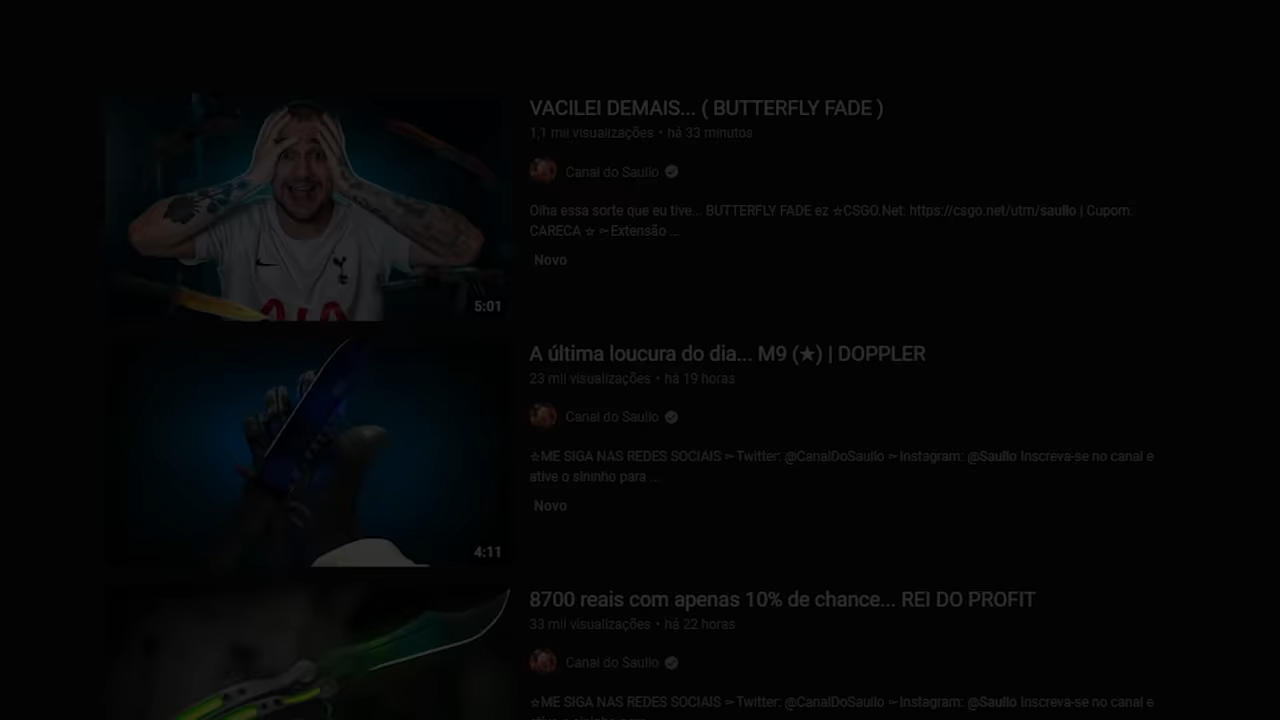 VACILEI DEMAIS... ( BUTTERFLY FADE )
1,1 mil visualizações • há 33 minutos
Canal do Saullo
Olha essa sorte que eu tive... BUTTERFLY FADE ez ☆CSGO.Net: https://csgo.net/utm/saullo | Cupom:
CARECA ☆ ➣Extensão ...
Novo
AIA
5:01
A última loucura do dia... M9 (★) | DOPPLER
23 mil visualizações • há 19 horas
Canal do Saullo
☆ME SIGA NAS REDES SOCIAIS ➣Twitter: @CanalDoSaullo ➣Instagram: @Saullo Inscreva-se no canal e
ative o sininho para ...
Novo
4:11
8700 reais com apenas 10% de chance... REI DO PROFIT
33 mil visualizações • há 22 horas
Canal do Saullo
☆ME SIGA NAS REDES SOCIAIS ➣Twitter: @CanalDoSaullo ➣Instagram: @Saullo Inscreva-se no canal e